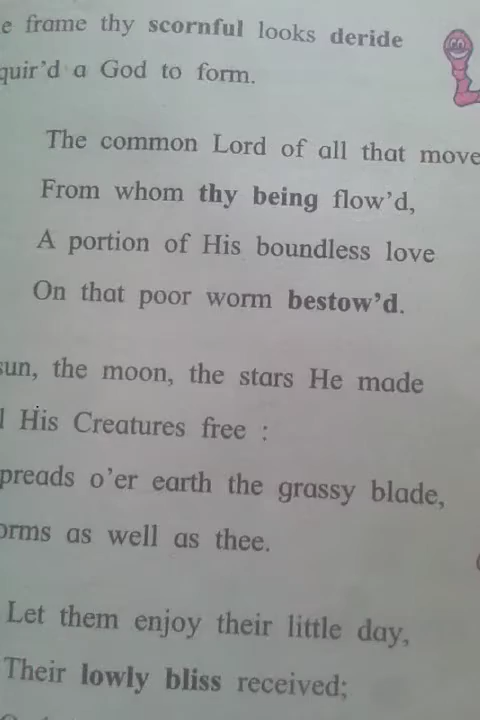 frame thy scornful looks deride
quir'd a God to form.
The common Lord of all that move
From whom thy being flow'd,
A portion of His boundless love
On that poor worm bestow'd.
sun, the moon, the stars He made
His Creatures free :
preads o'er earth the grassy blade,
orms as well as thee.
Let them enjoy their little day,
Their lowly bliss received;